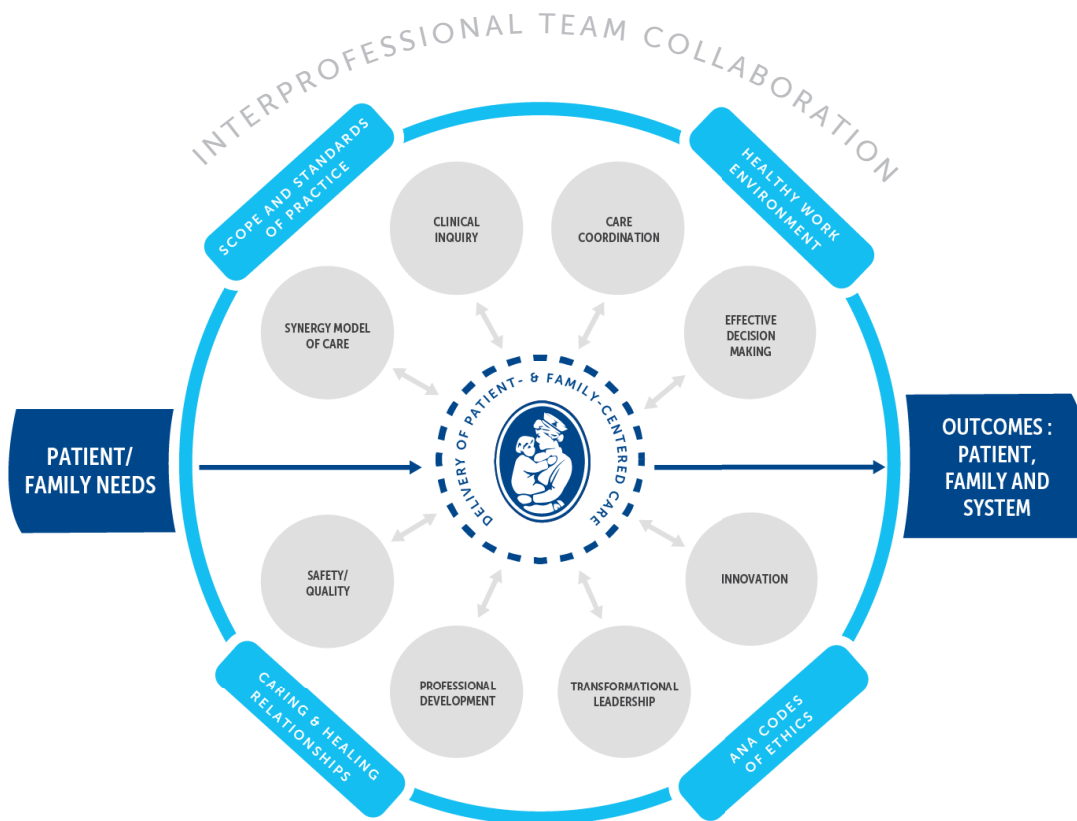 INTERPROFESSIONAL TEAM COLLABORATION
SCOPE AND STANDARDS
OF PRACTICE
HEALTHY WORK
ENVIRONMENT
CLINICAL
INQUIRY
CARE
COORDINATION
SYNERGY MODEL
OF CARE
EFFECTIVE
DECISION
MAKING
DELIVERY OF PATIENT- & FAMILY-CENTERED CARE
PATIENT/
FAMILY NEEDS
OUTCOMES :
PATIENT,
FAMILY AND
SYSTEM
SAFETY/
QUALITY
INNOVATION
PROFESSIONAL
DEVELOPMENT
TRANSFORMATIONAL
LEADERSHIP
CARING & HEALING
RELATIONSHIPS
ANA CODES
OF ETHICS